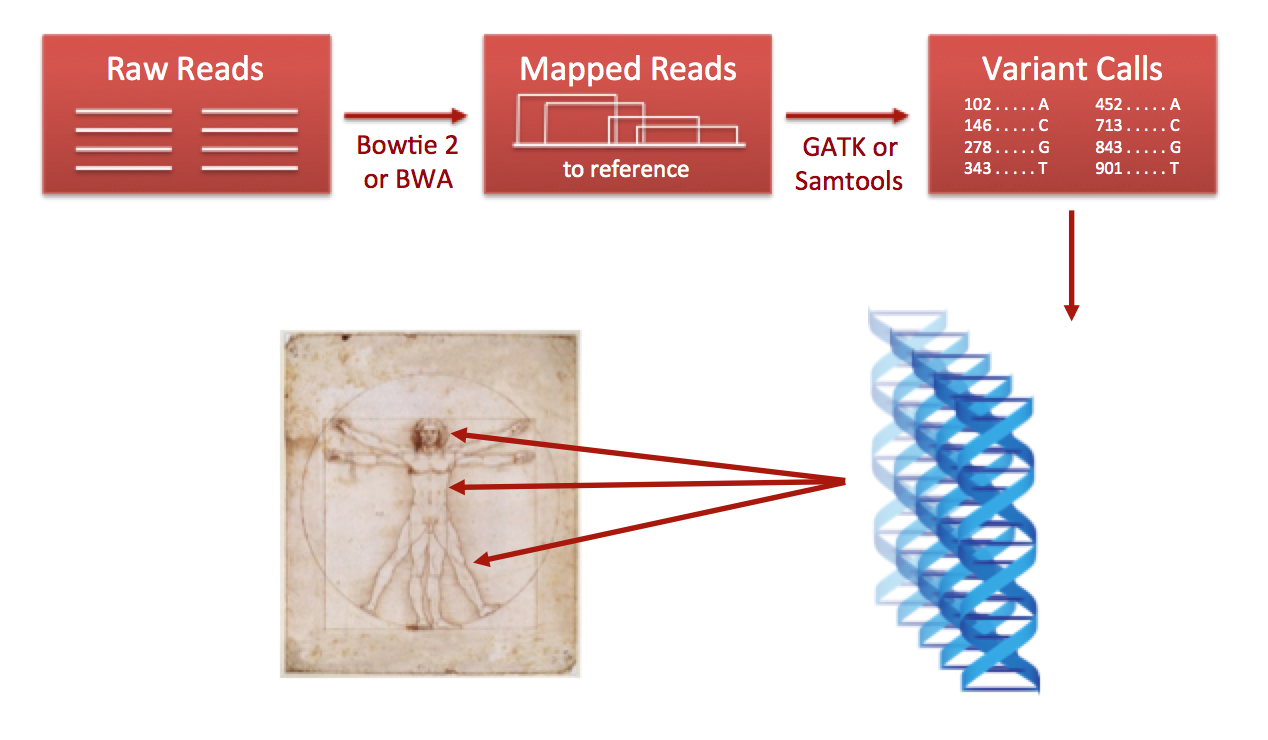 Raw Reads
Bowtie 2
or BWA
Mapped Reads
to reference
GATK or
Samtools
Variant Calls
102 . . . . . A 452 . . . . . A
146 . . . . . C 713 . . . . . C
278 . . . . . G 843 . . . . . G
343 . . . . . T 901 . . . . . T